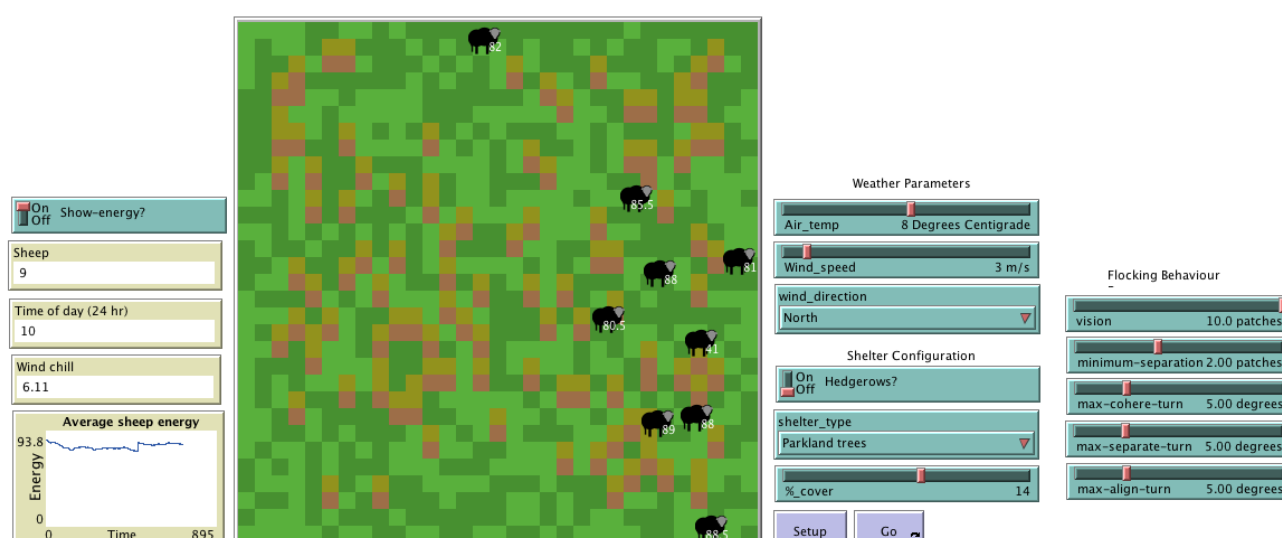 On
Off
Show-energy?
Sheep
9
Time of day (24 hr)
10
Wind chill
6.11
Average sheep energy
93.8
Energy
0
0
Time
895
82
85.5
81
88
80.5
41
89
88
88.5
Weather Parameters
Air_temp 8 Degrees Centigrade
Wind_speed 3 m/s
wind_direction
North
Shelter Configuration
On
Off
Hedgerows?
shelter_type
Parkland trees
%_cover 14
Setup
Go
Flocking Behaviour
vision 10.0 patches
minimum-separation 2.00 patches
max-cohere-turn 5.00 degrees
max-separate-turn 5.00 degrees
max-align-turn 5.00 degrees